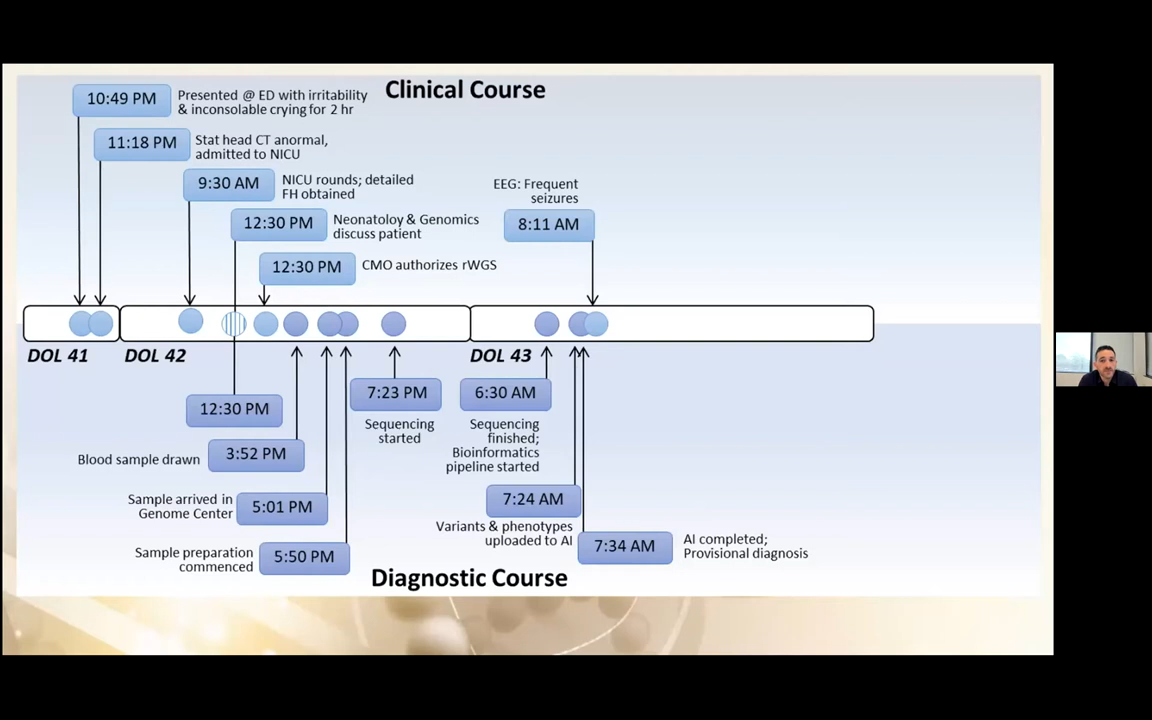 Clinical Course
10:49 PM
Presented @ ED with irritability
& inconsolable crying for 2 hr
11:18 PM
Stat head CT anormal,
admitted to NICU
9:30 AM
NICU rounds; detailed
FH obtained
12:30 PM
Neonatoloy & Genomics
discuss patient
12:30 PM
CMO authorizes rWGS
EEG: Frequent
seizures
8:11 AM
DOL 41
DOL 42
DOL 43
12:30 PM
Blood sample drawn
3:52 PM
Sample arrived in
Genome Center
5:01 PM
Sample preparation
commenced
5:50 PM
7:23 PM
Sequencing
started
6:30 AM
Sequencing
finished;
Bioinformatics
pipeline started
7:24 AM
Variants & phenotypes
uploaded to AI
7:34 AM
AI completed;
Provisional diagnosis
Diagnostic Course